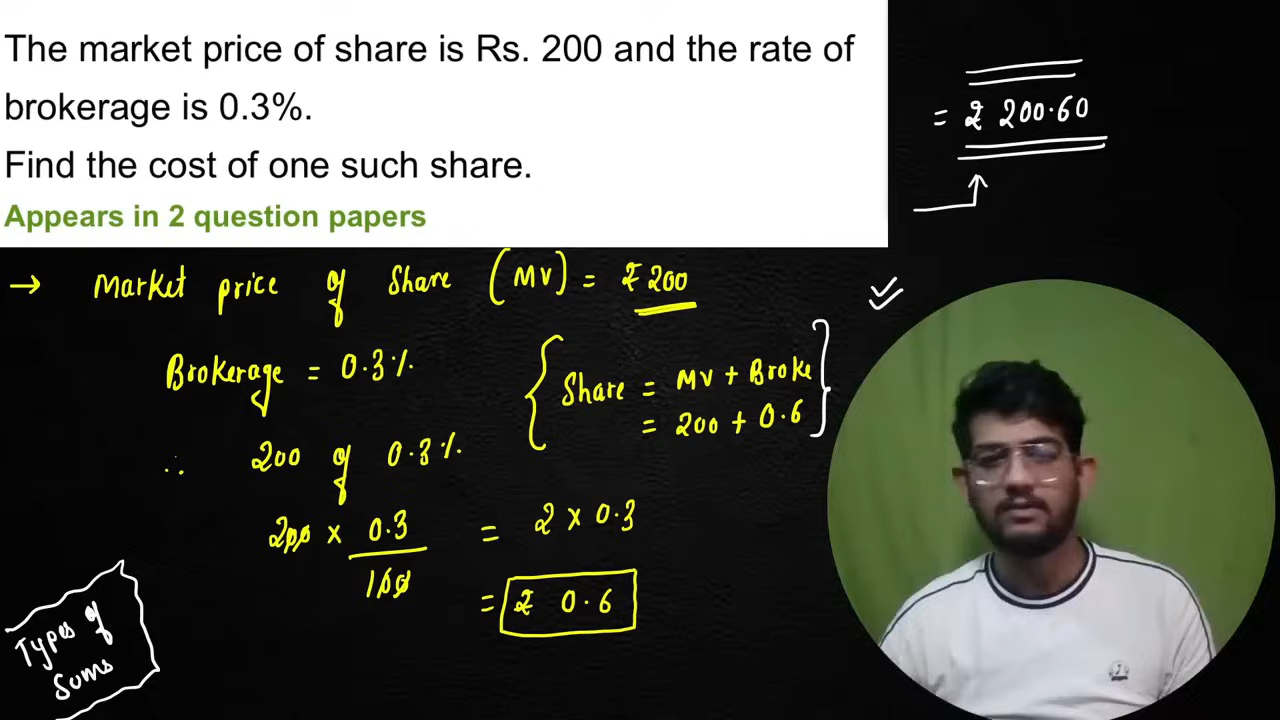 The market price of share is Rs. 200 and the rate of
brokerage is 0.3%.
Find the cost of one such share.
Appears in 2 question papers
= ₹ 200.60
→ Market price of Share (MV) = ₹ 200
Brokerage = 0.3%
{ Share = MV + Broke }
= 200 + 0.6
∴ 200 of 0.3%
200 × 0.3/100 = 2 × 0.3
= ₹ 0.6
Types of
Sums